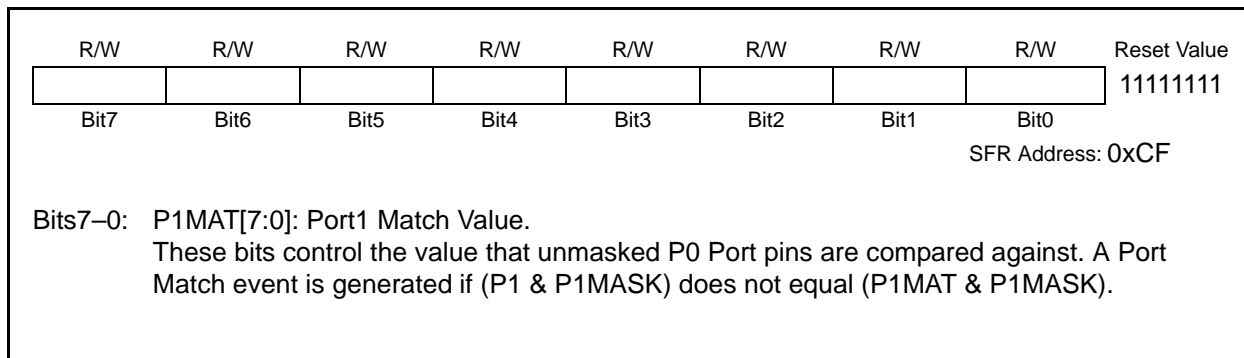 R/W R/W R/W R/W R/W R/W R/W R/W Reset Value
11111111
Bit7 Bit6 Bit5 Bit4 Bit3 Bit2 Bit1 Bit0
SFR Address: 0xCF
Bits7–0: P1MAT[7:0]: Port1 Match Value.
These bits control the value that unmasked P0 Port pins are compared against. A Port
Match event is generated if (P1 & P1MASK) does not equal (P1MAT & P1MASK).